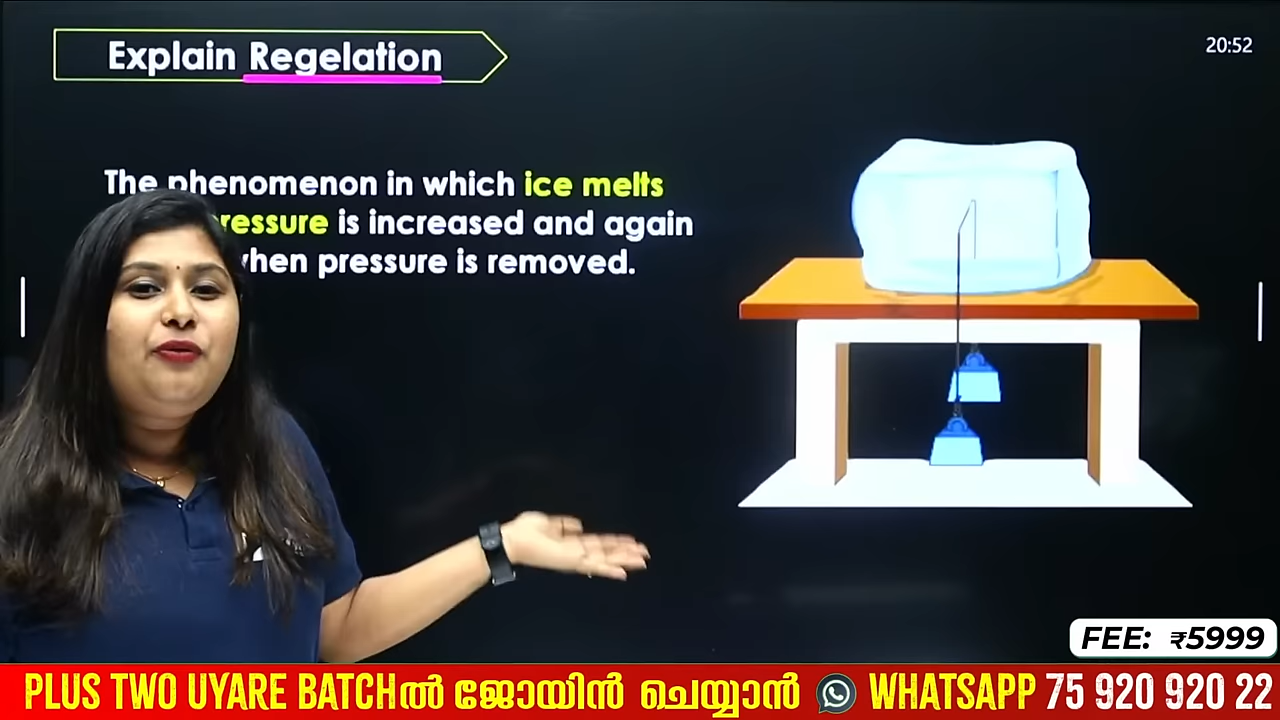 Explain Regelation
20:52
The phenomenon in which ice melts
ressure is increased and again
when pressure is removed.
FEE: ₹5999
PLUS TWO UYARE BATCHൽ ജോയിൻ ചെയ്യാൻ WHATSAPP 75 920 920 22